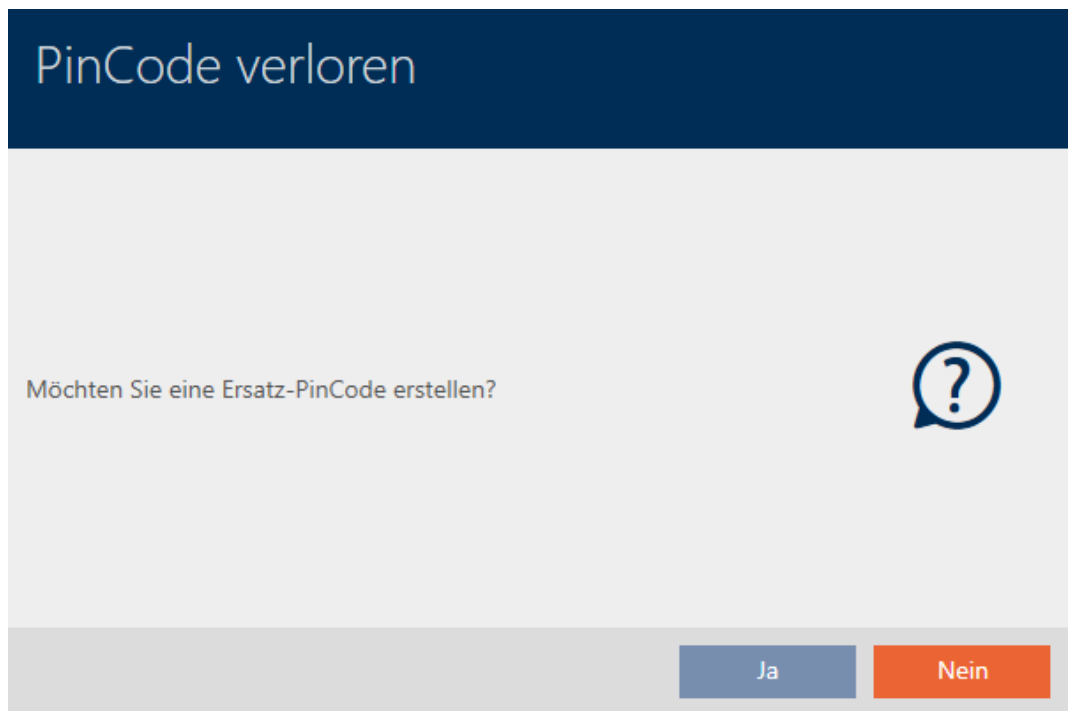 PinCode verloren
Möchten Sie eine Ersatz-PinCode erstellen?
?
Ja
Nein